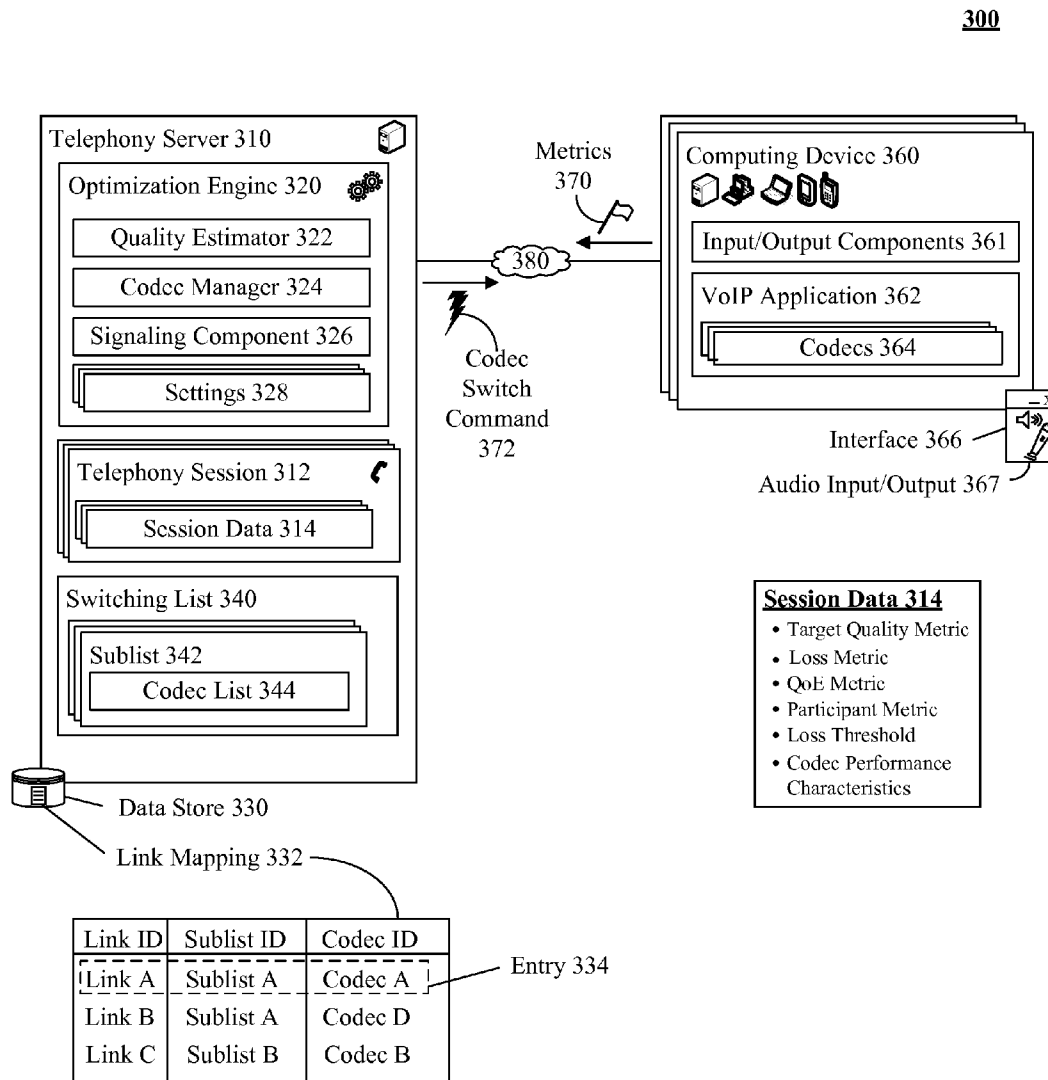 300
Telephony Server 310
Optimization Engine 320
Quality Estimator 322
Codec Manager 324
Signaling Component 326
Settings 328
Telephony Session 312
Session Data 314
Switching List 340
Sublist 342
Codec List 344
Metrics
370
380
Codec
Switch
Command
372
Computing Device 360
Input/Output Components 361
VoIP Application 362
Codecs 364
Interface 366
Audio Input/Output 367
Session Data 314
• Target Quality Metric
• Loss Metric
• QoE Metric
• Participant Metric
• Loss Threshold
• Codec Performance
Characteristics
Data Store 330
Link Mapping 332
Link ID Sublist ID Codec ID
Link A Sublist A Codec A
Link B Sublist A Codec D
Link C Sublist B Codec B
Entry 334